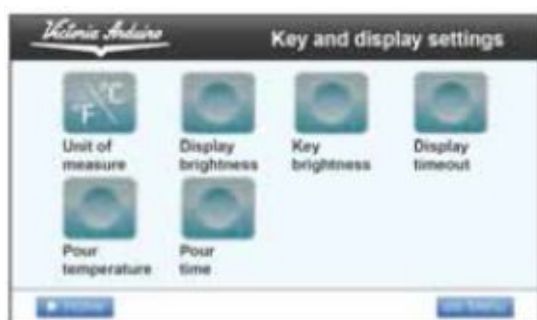 Victoria Arduino
Key and display settings
°F/°C
Unit of measure
Display brightness
Key brightness
Display timeout
Pour temperature
Pour time
Home